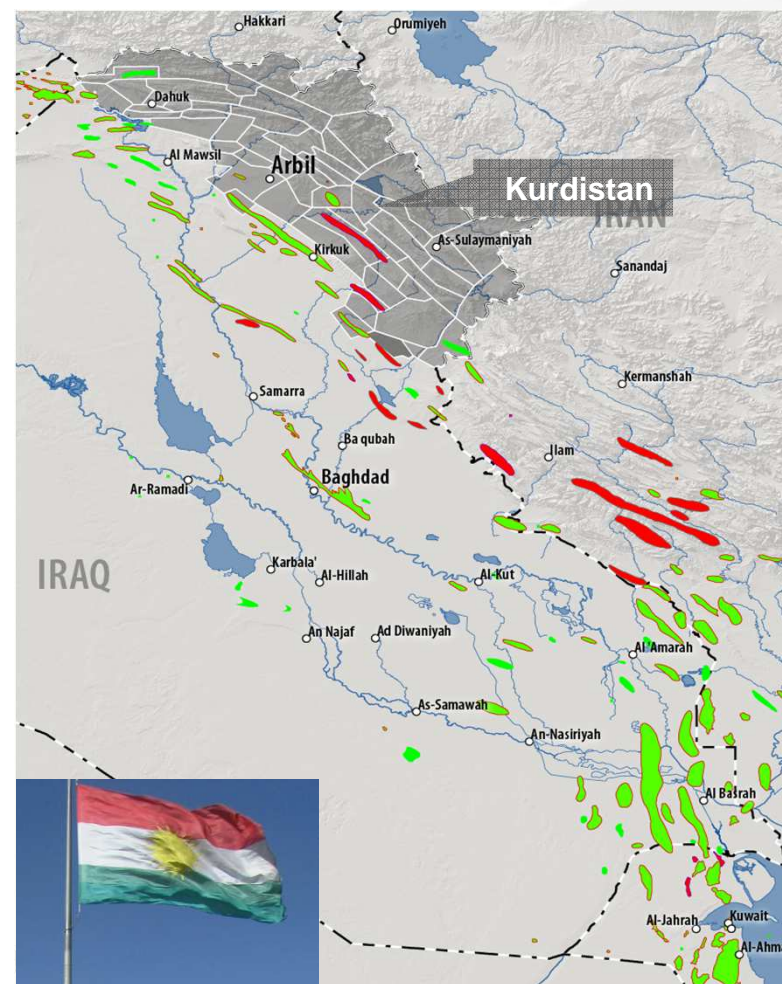 Hakkari
Orumiyeh
Dahuk
Al Mawsil
Arbil
Kurdistan
IRAN
Kirkuk
As-Sulaymaniyah
Sanandaj
Kermanshah
Samarra
Ba qubah
Ilam
Baghdad
Ar-Ramadi
IRAQ
Karbala'
Al-Hillah
Al-Kut
An Najaf
Ad Diwaniyah
Al 'Amarah
As-Samawah
An-Nasiriyah
Al Basrah
Al-Jahrah
Kuwait
Al-Ahma